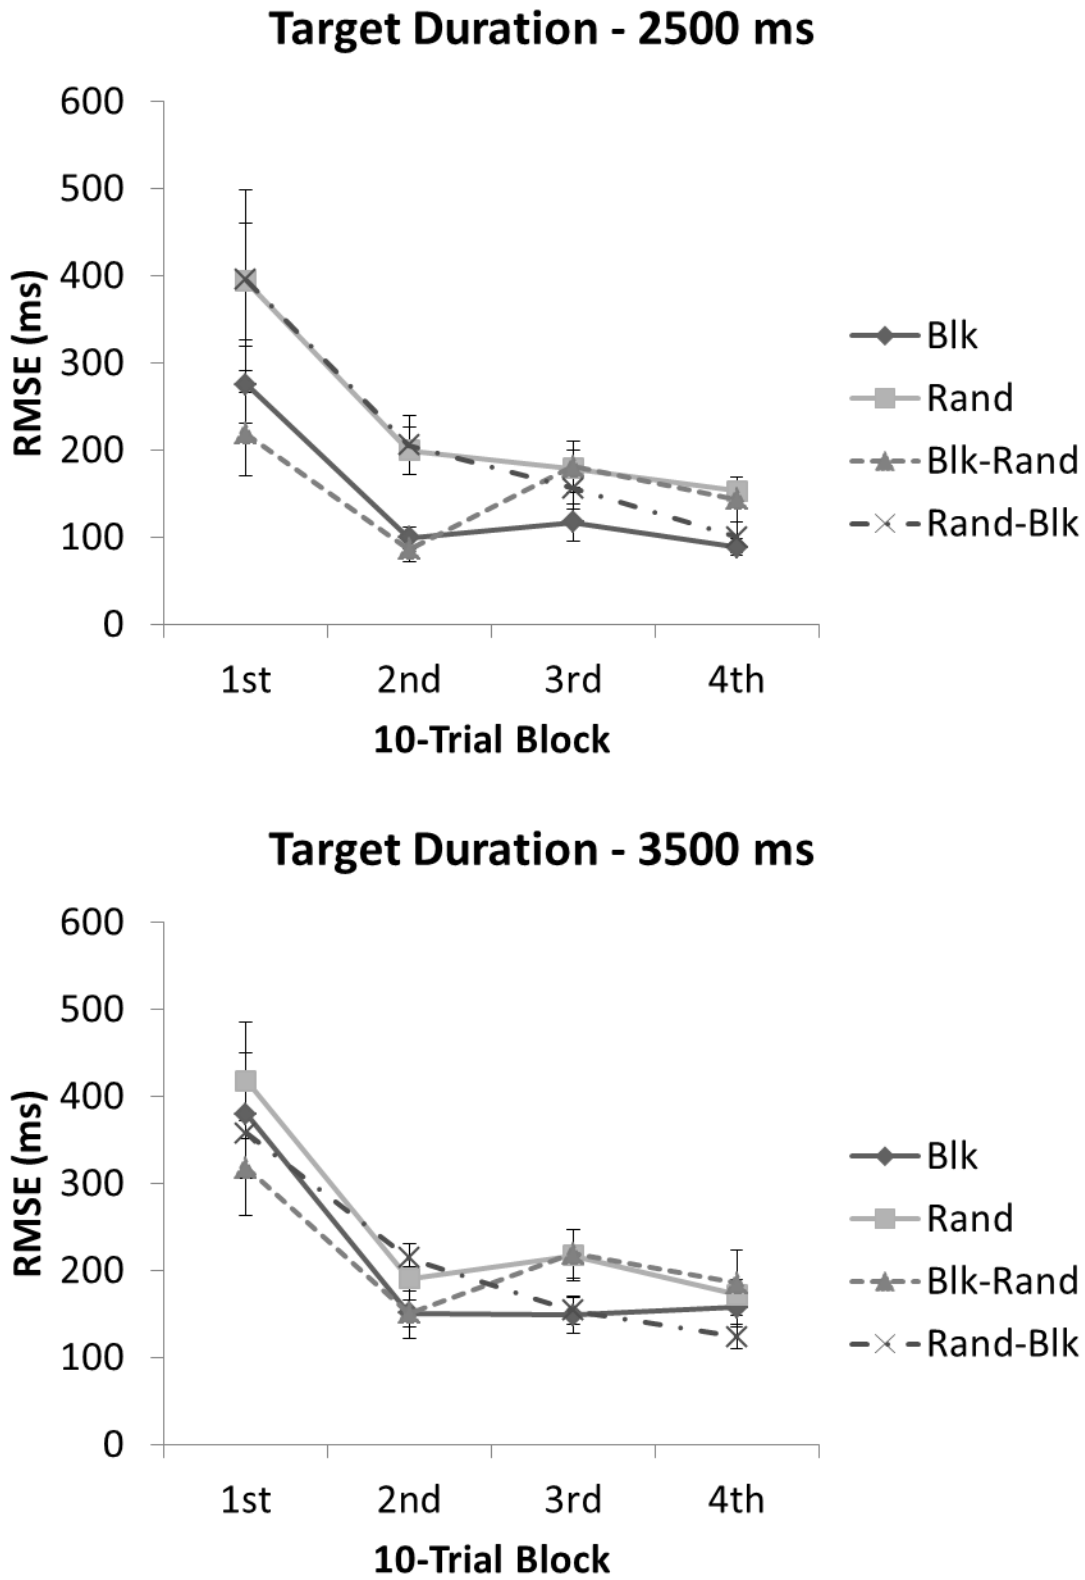 Target Duration - 2500 ms
600
500
400
300
200
100
0
RMSE (ms)
1st 2nd 3rd 4th
10-Trial Block
Blk
Rand
Blk-Rand
Rand-Blk
Target Duration - 3500 ms
600
500
400
300
200
100
0
RMSE (ms)
1st 2nd 3rd 4th
10-Trial Block
Blk
Rand
Blk-Rand
Rand-Blk